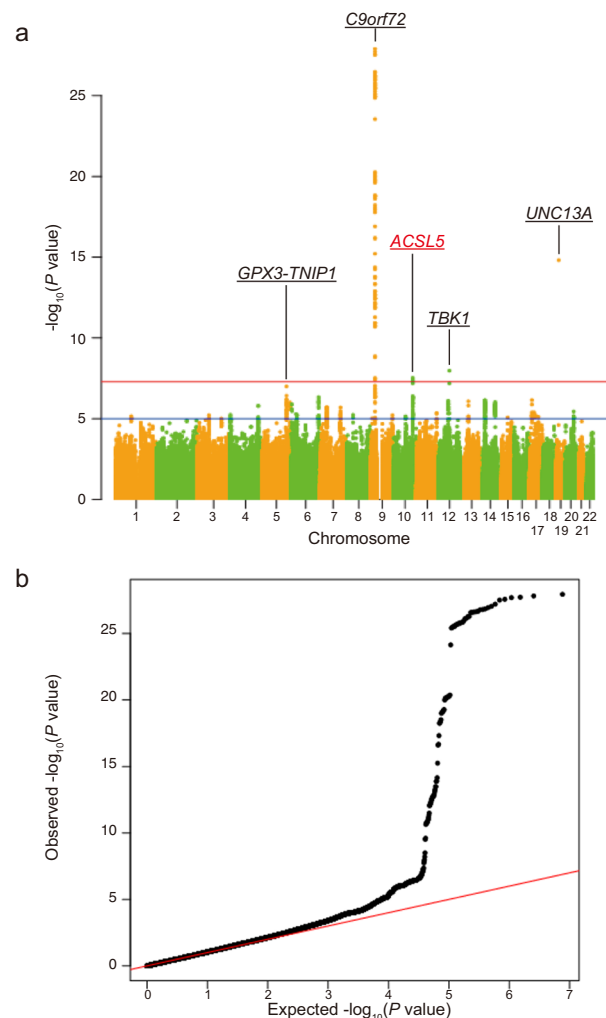 a
C9orf72
25
20
UNC13A
ACSL5
15
GPX3-TNIP1
TBK1
-log10(P value)
10
5
0
1 2 3 4 5 6 7 8 9 10 11 12 13 14 15 16 17 18 19 20 21 22
Chromosome
b
25
20
15
10
5
0
Observed -log10(P value)
0 1 2 3 4 5 6 7
Expected -log10(P value)